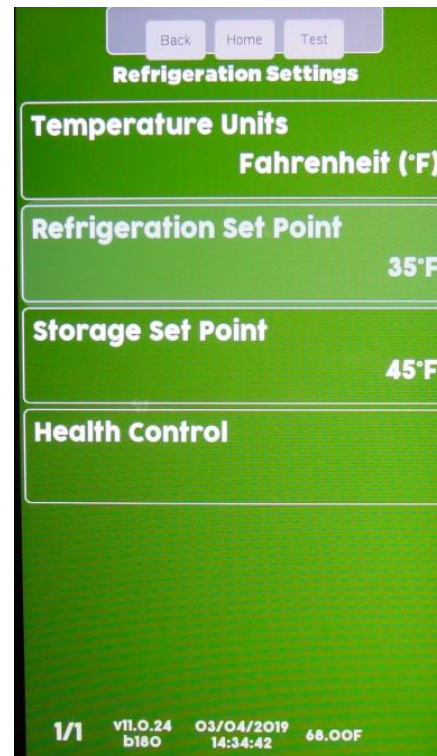 Back Home Test
Refrigeration Settings
Temperature Units
Fahrenheit (°F)
Refrigeration Set Point
35°F
Storage Set Point
45°F
Health Control
1/1 v11.0.24 03/04/2019 68.00F
b180 14:34:42